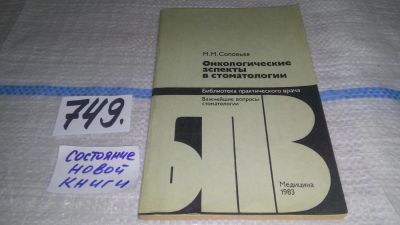 749.
СОСТОЯНИЕ
НОВОЙ
КНИГИ
М.М.Соловьев
Онкологические
аспекты
в стоматологии
Библиотека практического врача
Важнейшие вопросы
стоматологии
БПВ
Медицина
1983